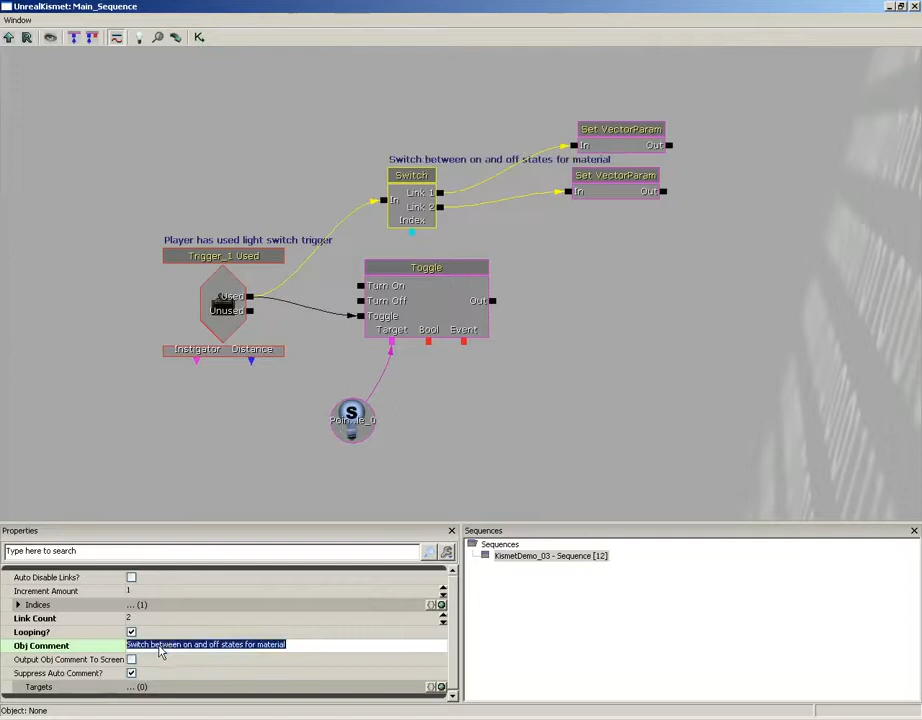 UnrealKismet: Main_Sequence
Window
Set VectorParam
In Out
Switch between on and off states for material
Switch
Set VectorParam
Link 1
In
Link 2
In Out
Index
Player has used light switch trigger
Trigger_1 Used
Toggle
Turn On
Used
Turn Off
Out
Unused
Toggle
Target Bool Event
Instigator Distance
S
Properties
Sequences
Type here to search
Sequences
KismetDemo_03 - Sequence [12]
Auto Disable Links?
Increment Amount 1
Indices ... (1)
Link Count 2
Looping?
Obj Comment Switch between on and off states for material
Output Obj Comment To Screen
Suppress Auto Comment?
Targets ... (0)
Object: None